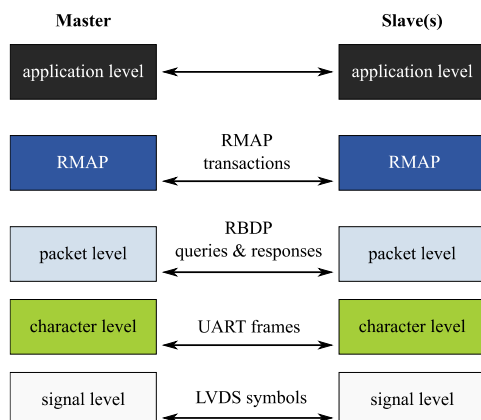 Master Slave(s)
application level application level
RMAP
RMAP transactions RMAP
RBDP
packet level queries & responses packet level
character level UART frames character level
signal level LVDS symbols signal level